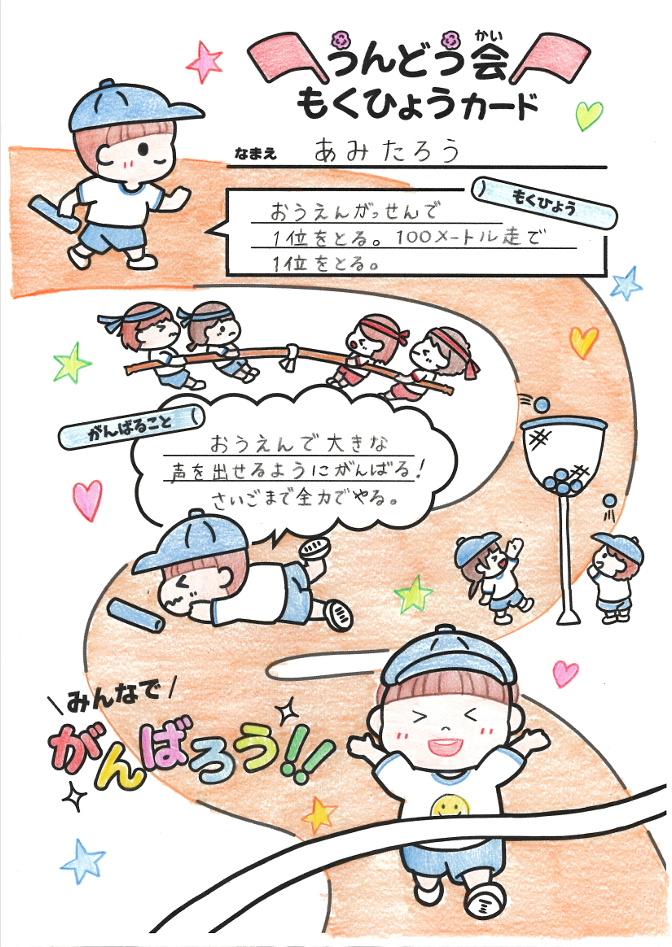 うんどう会
かい
もくひょうカード
なまえ あみたろう
もくひょう
おうえんがっせんで
1位をとる。100メートル走で
1位をとる。
がんばること
おうえんで大きな
声を出せるようにがんばる!
さいごまで全力でやる。
みんなで
がんばろう!!